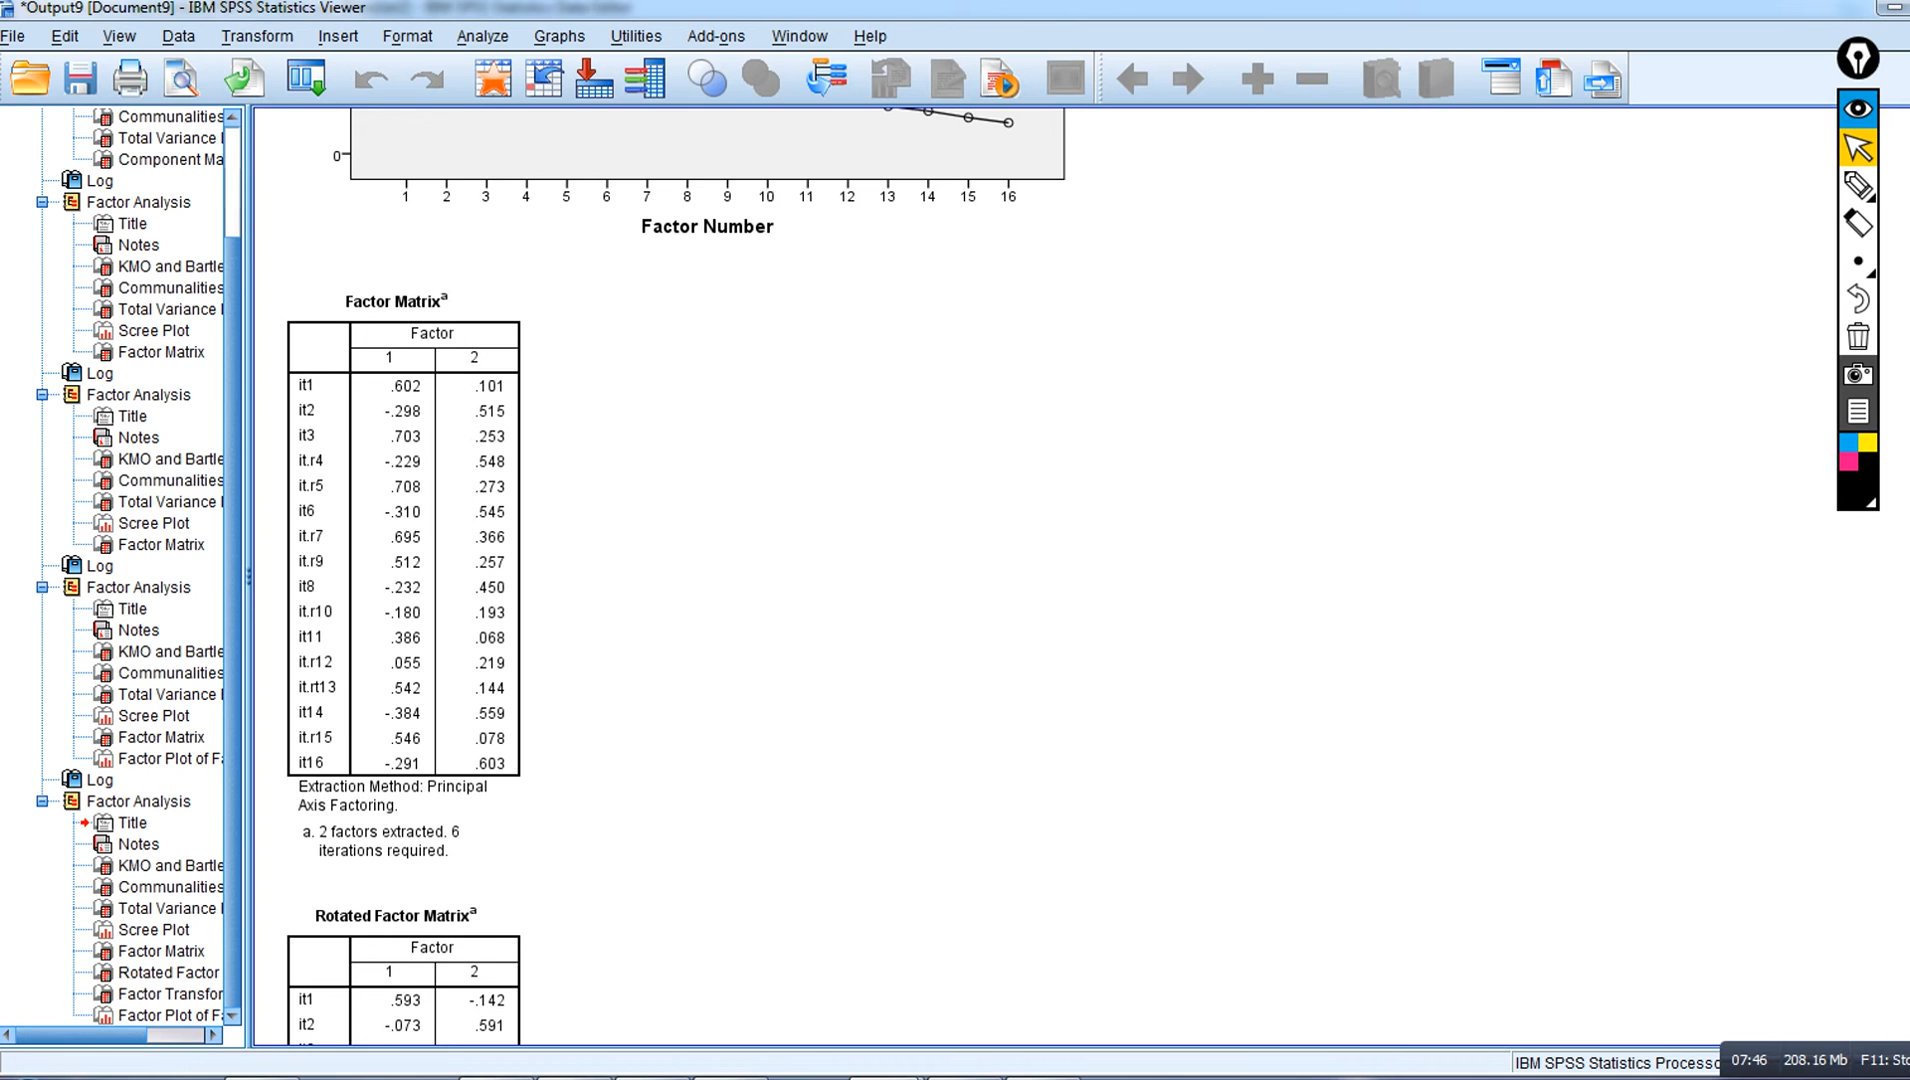 *Output9 [Document9] - IBM SPSS Statistics Viewer
File Edit View Data Transform Insert Format Analyze Graphs Utilities Add-ons Window Help
Communalities
Total Variance
Component Ma
Log
Factor Analysis
Title
Notes
KMO and Bartle
Communalities
Total Variance
Scree Plot
Factor Matrix
Log
Factor Analysis
Title
Notes
KMO and Bartle
Communalities
Total Variance
Scree Plot
Factor Matrix
Log
Factor Analysis
Title
Notes
KMO and Bartle
Communalities
Total Variance
Scree Plot
Factor Matrix
Factor Plot of F
Log
Factor Analysis
Title
Notes
KMO and Bartle
Communalities
Total Variance
Scree Plot
Factor Matrix
Rotated Factor
Factor Transfor
Factor Plot of F
0
1 2 3 4 5 6 7 8 9 10 11 12 13 14 15 16
Factor Number
Factor Matrixa
Factor
1 2
it1 .602 .101
it2 -.298 .515
it3 .703 .253
it.r4 -.229 .548
it.r5 .708 .273
it6 -.310 .545
it.r7 .695 .366
it.r9 .512 .257
it8 -.232 .450
it.r10 -.180 .193
it11 .386 .068
it.r12 .055 .219
it.rt13 .542 .144
it14 -.384 .559
it.r15 .546 .078
it16 -.291 .603
Extraction Method: Principal
Axis Factoring.
a. 2 factors extracted. 6
iterations required.
Rotated Factor Matrixa
Factor
1 2
it1 .593 -.142
it2 -.073 .591
IBM SPSS Statistics Processo
07:46 208.16 Mb F11: Sto